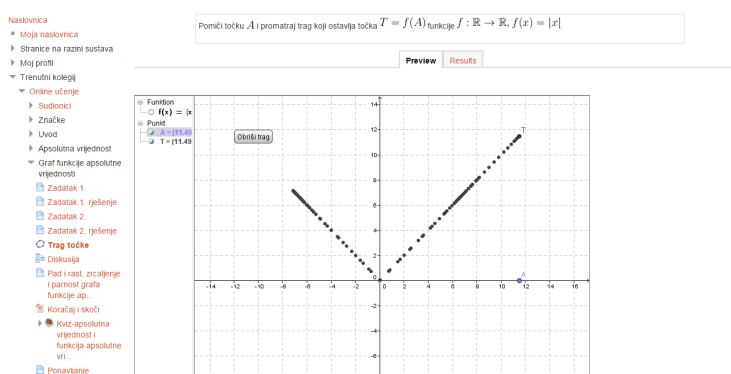 Naslovnica
Moja naslovnica
Stranice na razini sustava
Moj profil
Trenutni kolegij
Online učenje
Sudionici
Značke
Uvod
Apsolutna vrijednost
Graf funkcije apsolutne
vrijednosti
Zadatak 1.
Zadatak 1. rješenje
Zadatak 2.
Zadatak 2. rješenje
Trag točke
Diskusija
Pad i rast, zrcaljenje
i parnost grafa
funkcije ap...
Koračaj i skoči
Kviz-apsolutna
vrijednost i
funkcija apsolutne
vri...
Ponavljanje
Pomiči točku A i promatraj trag koji ostavlja točka T = f(A) funkcije f : ℝ → ℝ, f(x) = |x|
Preview Results
Funktion
f(x) = |x
Punkt
A = (11.49
T = (11.49
Obriši trag
14
12
10
8
6
4
2
0
-2
-4
-6
-14 -12 -10 -8 -6 -4 -2 0 2 4 6 8 10 12 14 16
T
A